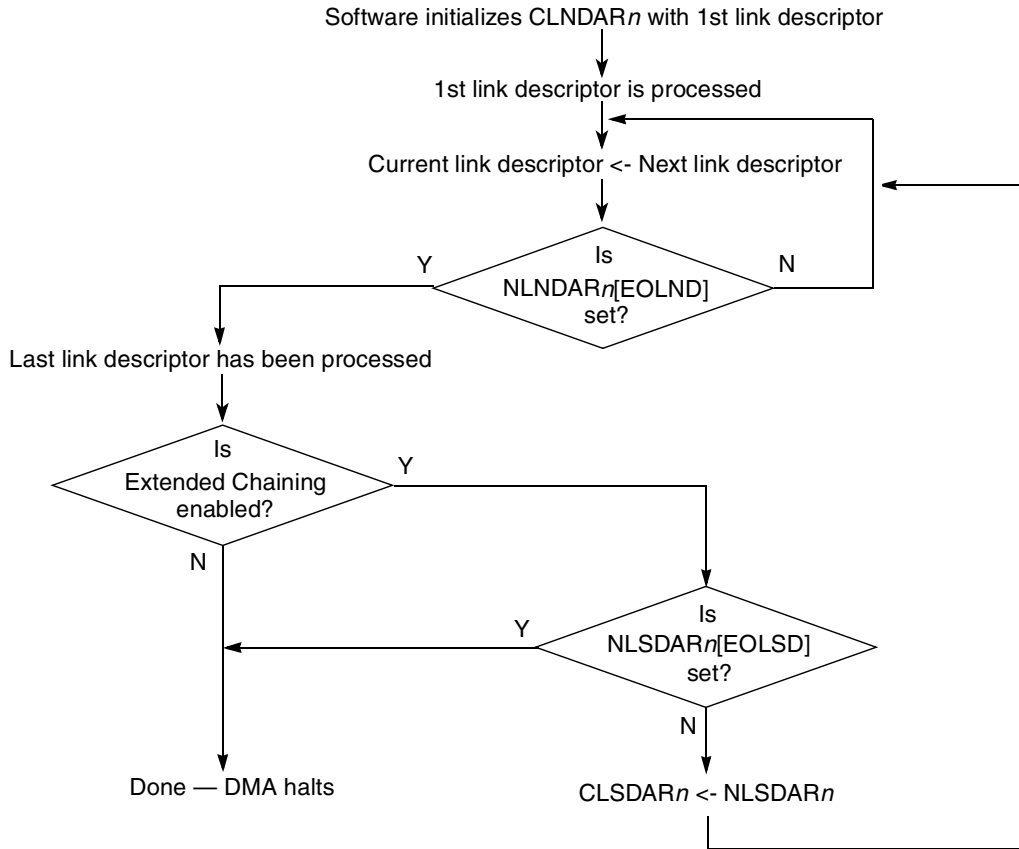 Software initializes CLNDARn with 1st link descriptor
1st link descriptor is processed
Current link descriptor <- Next link descriptor
Is
NLNDARn[EOLND]
set?
Y
N
Last link descriptor has been processed
Is
Extended Chaining
enabled?
Y
N
Is
NLSDARn[EOLSD]
set?
Y
N
Done — DMA halts
CLSDARn <- NLSDARn